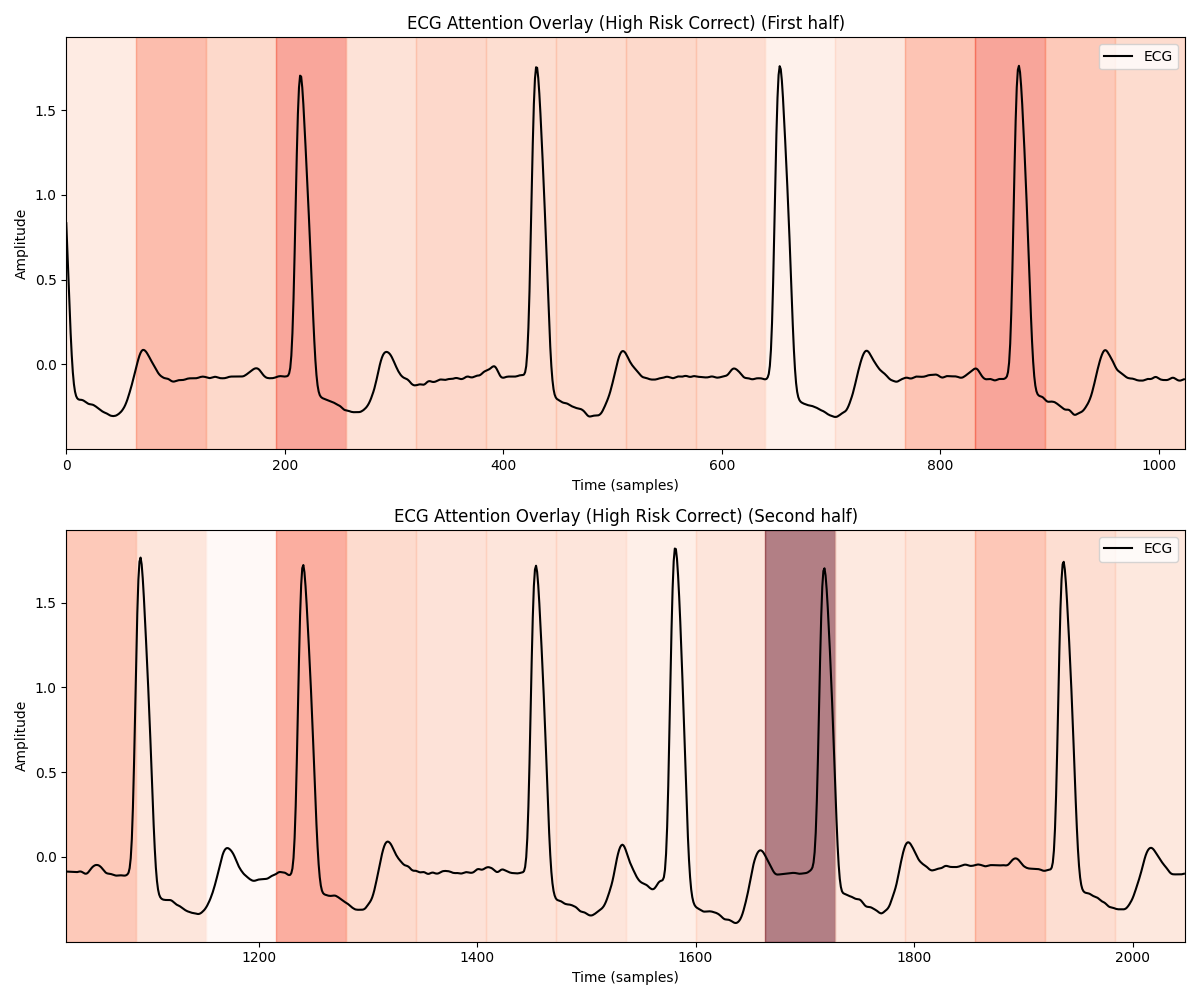 ECG Attention Overlay (High Risk Correct) (First half)
ECG
1.5
1.0
0.5
0.0
Amplitude
0 200 400 600 800 1000
Time (samples)
ECG Attention Overlay (High Risk Correct) (Second half)
ECG
1.5
1.0
0.5
0.0
Amplitude
1200 1400 1600 1800 2000
Time (samples)